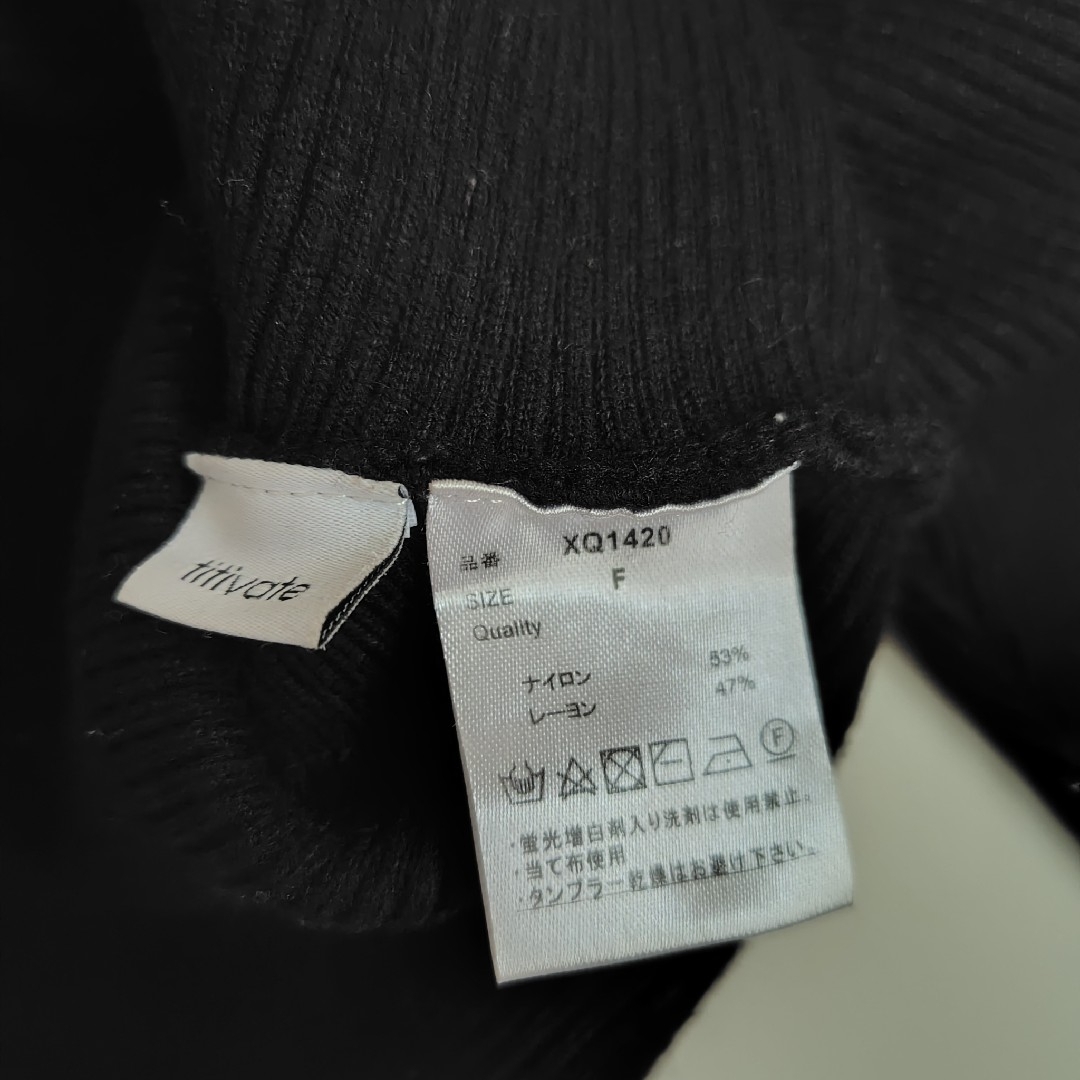 titivate
品番 XQ1420
SIZE F
Quality
ナイロン 53%
レーヨン 47%
F
・蛍光増白剤入り洗剤は使用禁止。
・当て布使用
・タンブラー乾燥はお避け下さい。